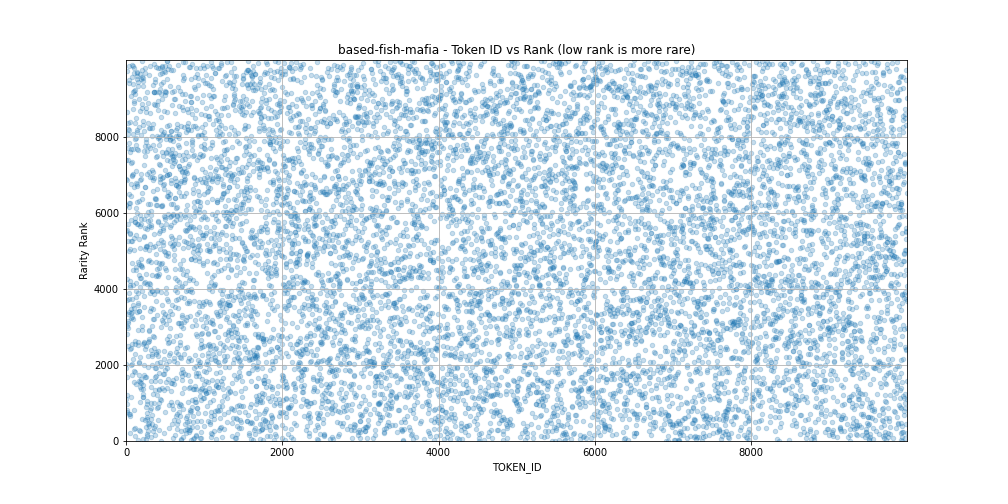 based-fish-mafia - Token ID vs Rank (low rank is more rare)
8000
6000
4000
2000
0
Rarity Rank
0 2000 4000 6000 8000
TOKEN_ID